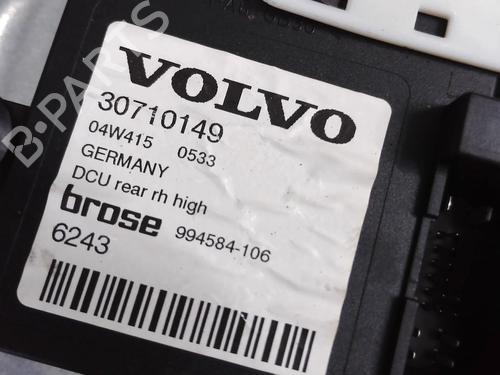 VOLVO
30710149
04W415 0533
GERMANY
DCU rear rh high
brose 994584-106
6243
B-PARTS